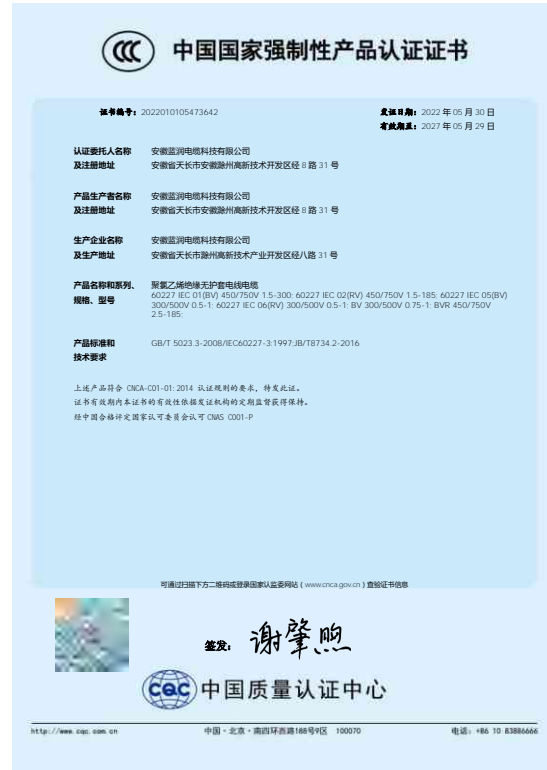 CCC 中国国家强制性产品认证证书
证书编号：2022010105473642
发证日期：2022 年 05 月 30 日
有效期至：2027 年 05 月 29 日
认证委托人名称 安徽蓝润电缆科技有限公司
及注册地址 安徽省天长市安徽滁州高新技术开发区经 8 路 31 号
产品生产者名称 安徽蓝润电缆科技有限公司
及注册地址 安徽省天长市安徽滁州高新技术开发区经 8 路 31 号
生产企业名称 安徽蓝润电缆科技有限公司
及生产地址 安徽省天长市滁州高新技术产业开发区经八路 31 号
产品名称和系列、 聚氯乙烯绝缘无护套电线电缆
规格、型号 60227 IEC 01(BV) 450/750V 1.5-300; 60227 IEC 02(RV) 450/750V 1.5-185; 60227 IEC 05(BV)
300/500V 0.5-1; 60227 IEC 06(RV) 300/500V 0.5-1; BV 300/500V 0.75-1; BVR 450/750V
2.5-185;
产品标准和 GB/T 5023.3-2008/IEC60227-3:1997;JB/T8734.2-2016
技术要求
上述产品符合 CNCA-C01-01:2014 认证规则的要求，特发此证。
证书有效期内本证书的有效性依据发证机构的定期监督获得保持。
经中国合格评定国家认可委员会认可 CNAS C001-P
可通过扫描下方二维码或登录国家认监委网站（www.cnca.gov.cn）查验证书信息
签发：谢肇煦
CQC 中国质量认证中心
http://www.cqc.com.cn 中国·北京·南四环西路188号9区 100070 电话：+86 10 83886666